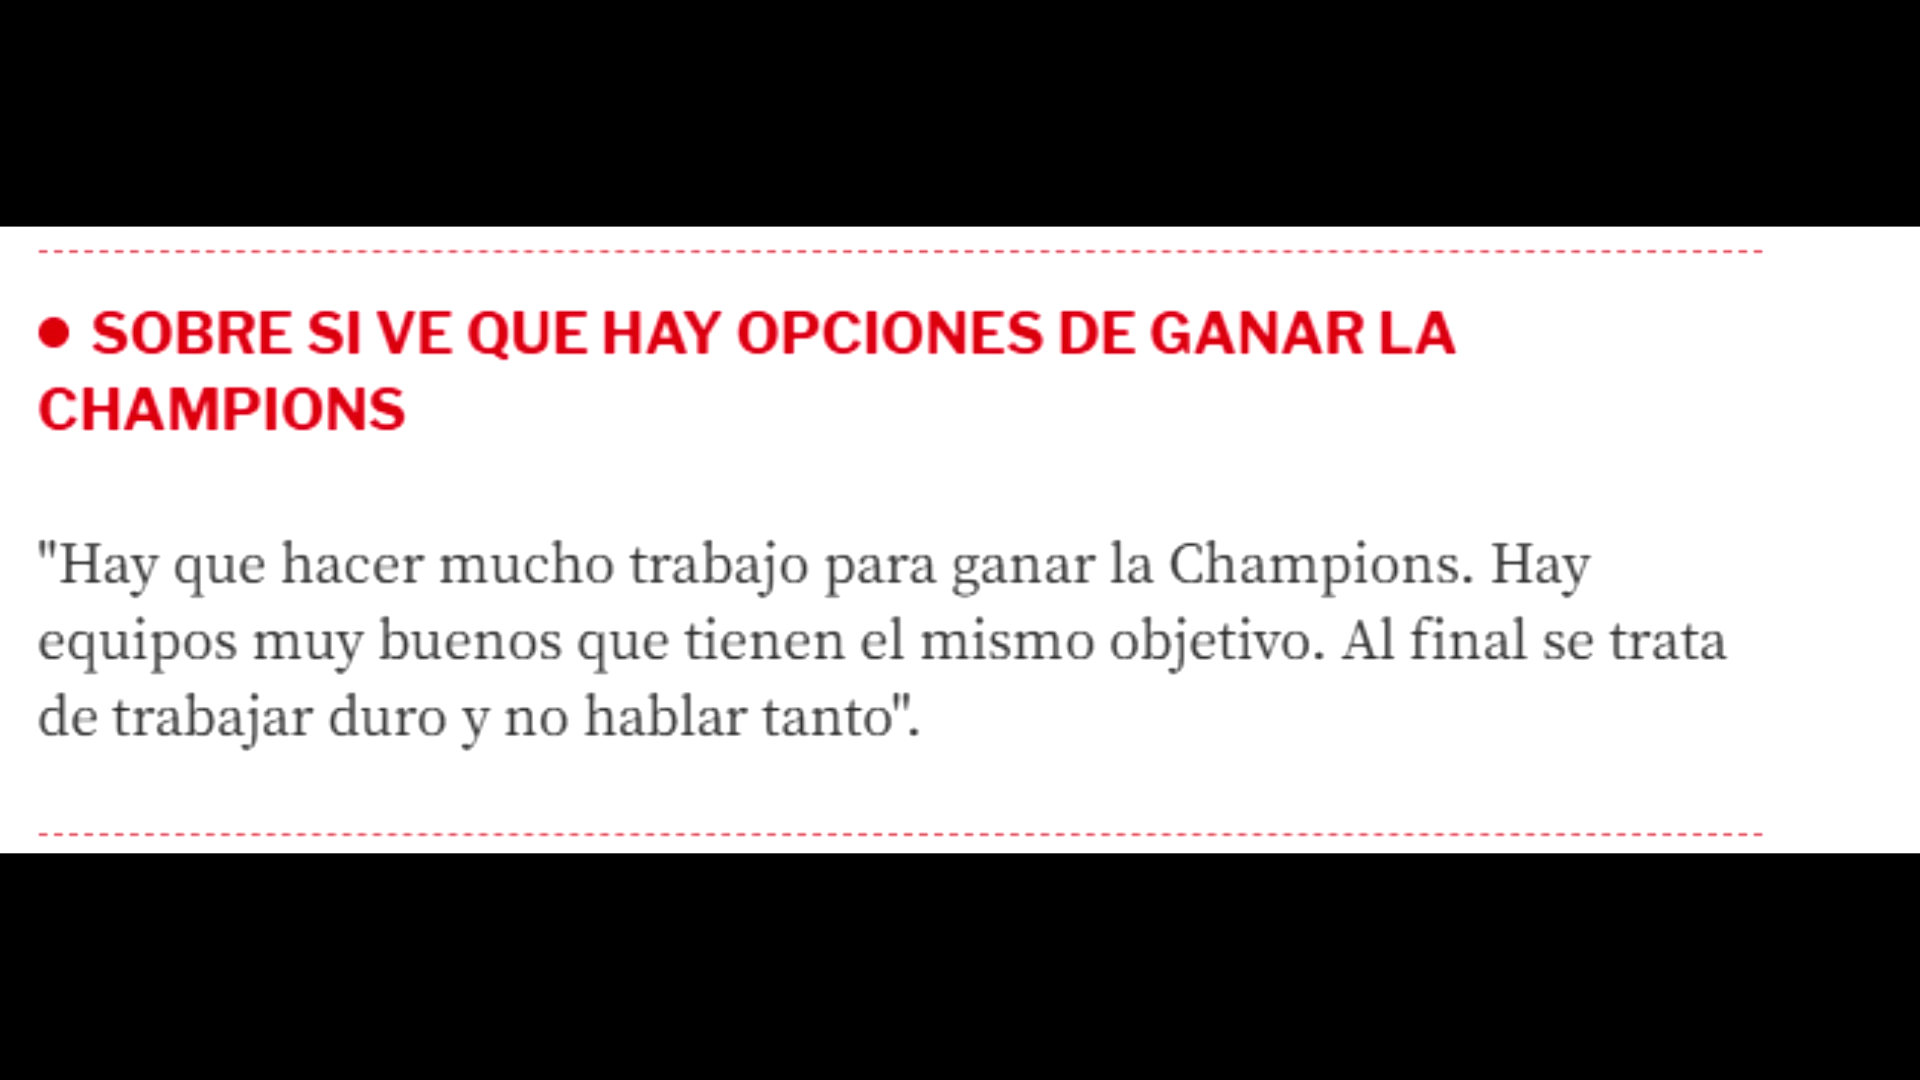 ● SOBRE SI VE QUE HAY OPCIONES DE GANAR LA
CHAMPIONS
"Hay que hacer mucho trabajo para ganar la Champions. Hay
equipos muy buenos que tienen el mismo objetivo. Al final se trata
de trabajar duro y no hablar tanto".